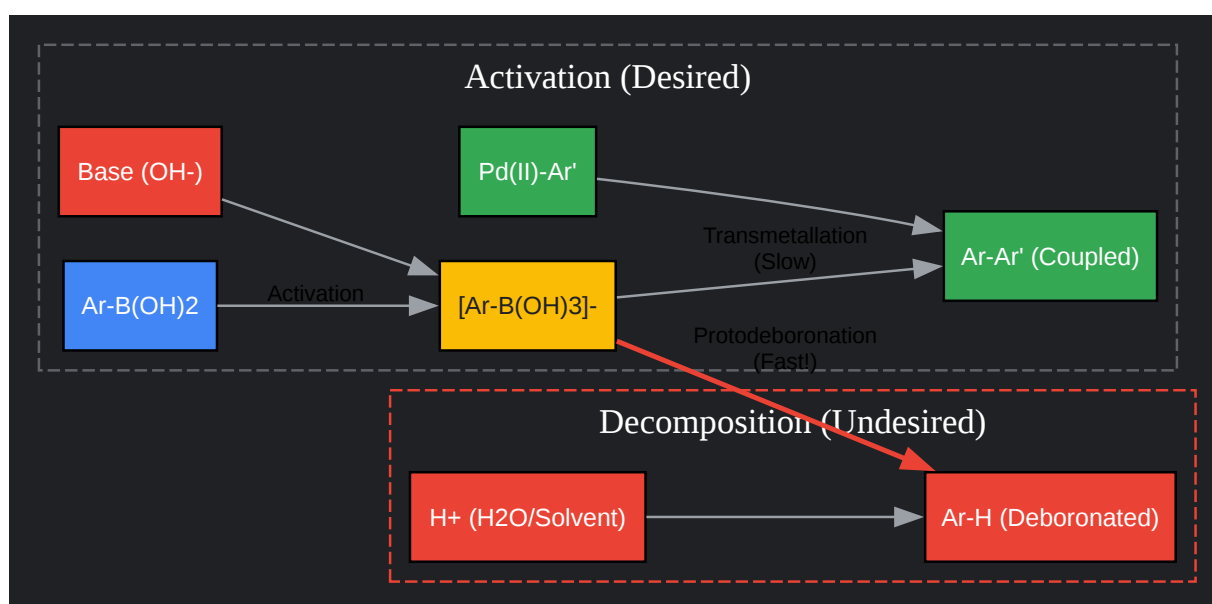 Activation (Desired)
Base (OH-)
Pd(II)-Ar'
Ar-B(OH)2
Activation
[Ar-B(OH)3]-
Transmetallation
(Slow)
Ar-Ar' (Coupled)
Protodeboronation
(Fast!)
Decomposition (Undesired)
H+ (H2O/Solvent)
Ar-H (Deboronated)